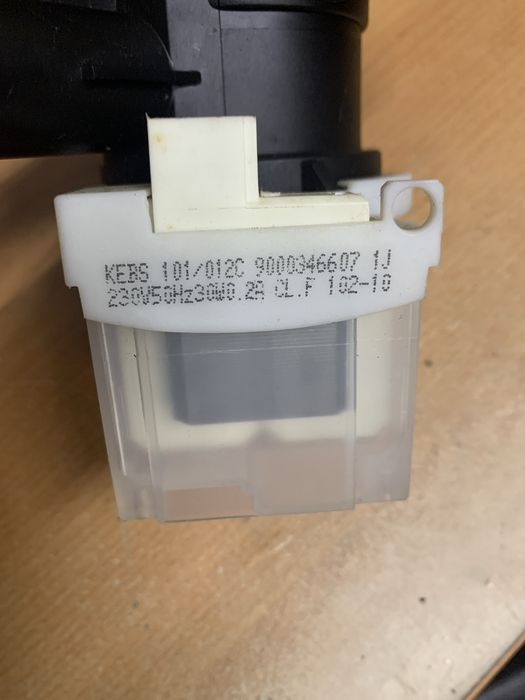 KEBS 101/012C 9000346607 1J
230V50Hz30W0.2A CL.F 102-10